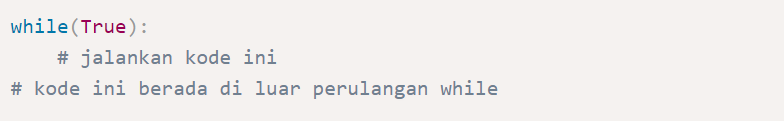 while(True):
    # jalankan kode ini
# kode ini berada di luar perulangan while